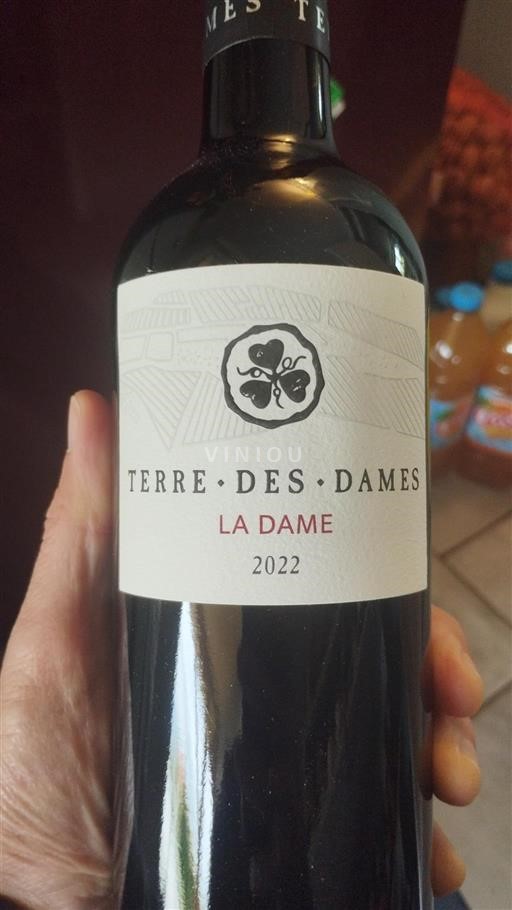 MES TE
VINIOU
TERRE • DES • DAMES
LA DAME
2022